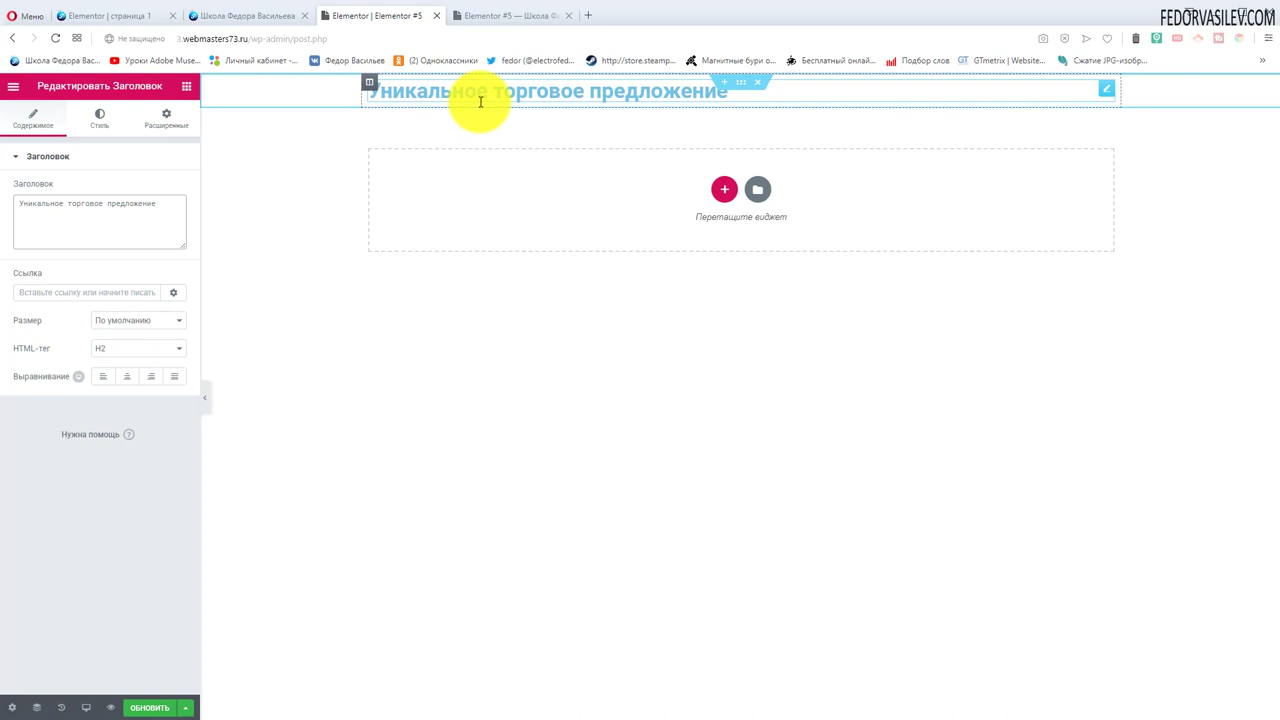 Меню
Elementor | страница 1
Школа Федора Васильева
Elementor | Elementor #5
Elementor #5 — Школа Ф
FEDORVASILEV.COM
Не защищено
3.webmasters73.ru/wp-admin/post.php
Школа Федора Вас...
Уроки Adobe Muse...
Личный кабинет -...
Федор Васильев
(2) Одноклассники
fedor (@electrofed...
http://store.steamp...
Магнитные бури о...
Бесплатный онлай...
Подбор слов
GT
GTmetrix | Website...
Сжатие JPG-изобр...
Редактировать Заголовок
Содержимое
Стиль
Расширенные
Заголовок
Заголовок
Уникальное торговое предложение
Ссылка
Вставьте ссылку или начните писать
Размер
По умолчанию
HTML-тег
H2
Выравнивание
Нужна помощь
ОБНОВИТЬ
Уникальное торговое предложение
Перетащите виджет